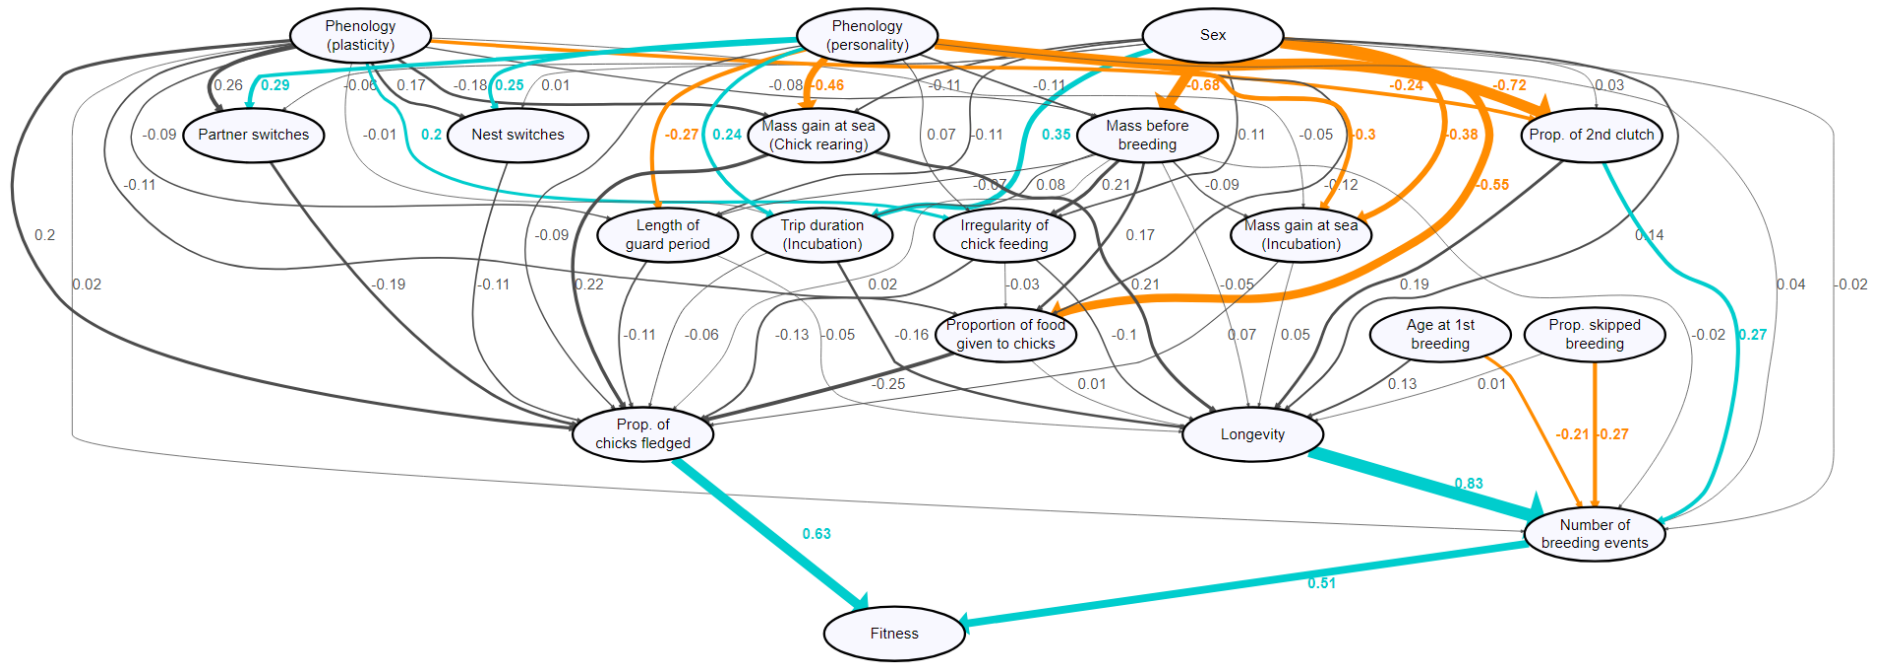 Phenology
(plasticity)
Phenology
(personality)
Sex
0.26
0.29
-0.06
0.17
-0.18
0.25
0.01
-0.08
-0.46
-0.11
-0.11
-0.68
-0.24
-0.72
0.03
Partner switches
Nest switches
Mass gain at sea
(Chick rearing)
Mass before
breeding
Prop. of 2nd clutch
-0.09
-0.01
0.2
-0.27
0.24
0.07
-0.11
0.35
0.11
-0.05
-0.3
-0.38
-0.11
-0.07
0.08
0.21
-0.09
-0.12
-0.55
Length of
guard period
Trip duration
(Incubation)
Irregularity of
chick feeding
Mass gain at sea
(Incubation)
0.2
-0.09
0.17
0.14
0.02
-0.19
-0.11
0.22
0.02
-0.03
0.21
-0.05
0.19
0.04
-0.02
Proportion of food
given to chicks
Age at 1st
breeding
Prop. skipped
breeding
-0.11
-0.06
-0.13
-0.05
-0.16
-0.1
0.07
0.05
-0.02
0.27
-0.25
0.01
0.13
0.01
Prop. of
chicks fledged
Longevity
-0.21
-0.27
0.83
Number of
breeding events
0.63
0.51
Fitness